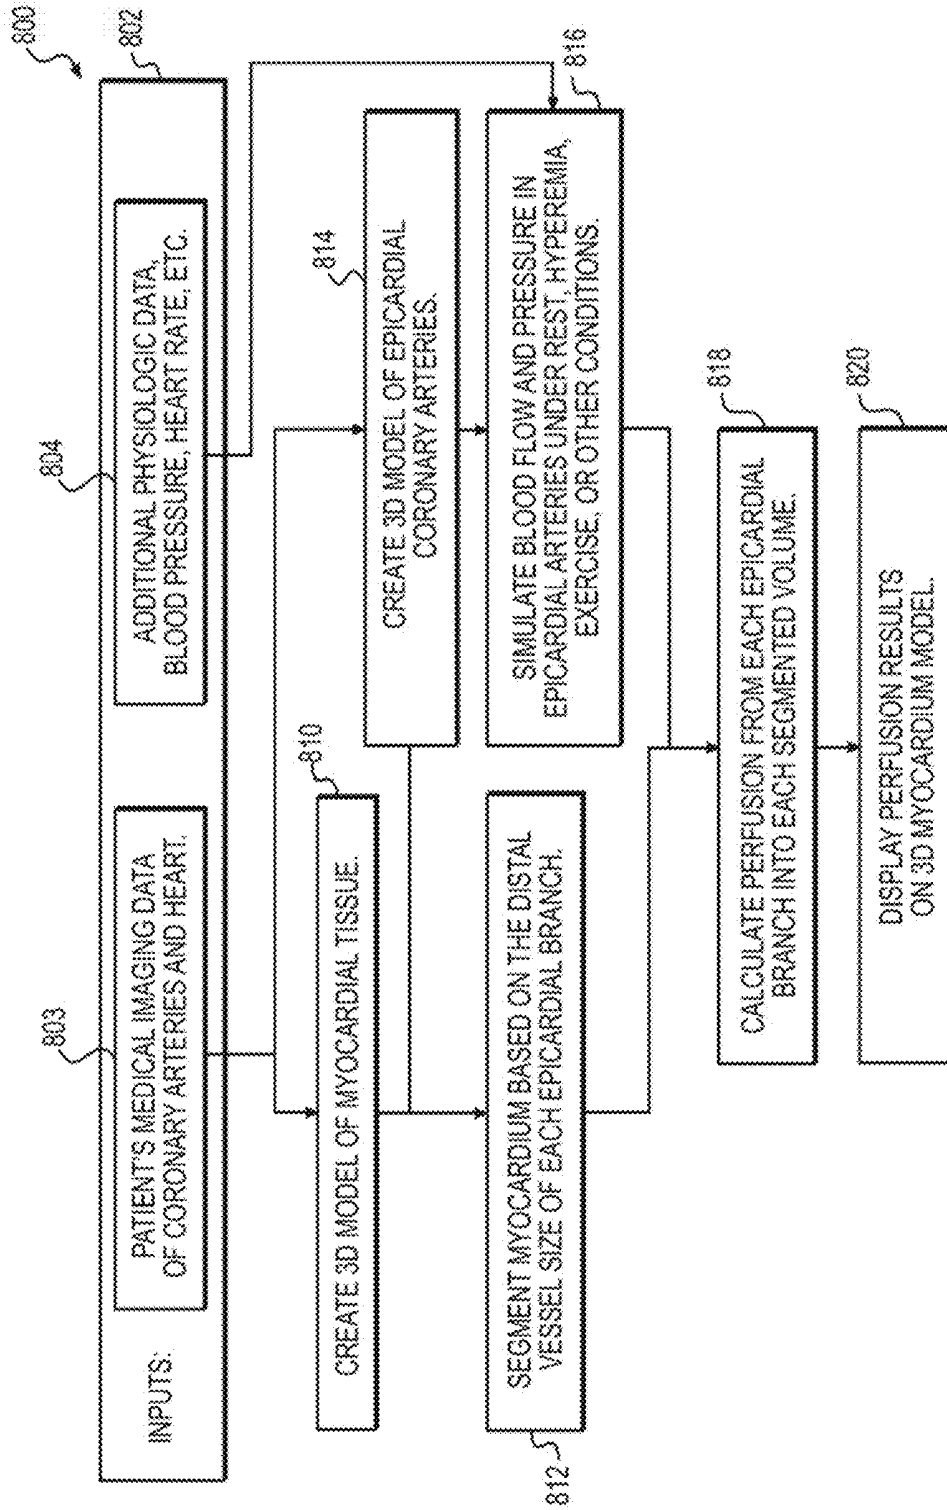 800
802
INPUTS:
803
PATIENT'S MEDICAL IMAGING DATA
OF CORONARY ARTERIES AND HEART.
804
ADDITIONAL PHYSIOLOGIC DATA,
BLOOD PRESSURE, HEART RATE, ETC.
810
CREATE 3D MODEL OF MYOCARDIAL TISSUE.
814
CREATE 3D MODEL OF EPICARDIAL
CORONARY ARTERIES.
812
SEGMENT MYOCARDIUM BASED ON THE DISTAL
VESSEL SIZE OF EACH EPICARDIAL BRANCH.
816
SIMULATE BLOOD FLOW AND PRESSURE IN
EPICARDIAL ARTERIES UNDER REST, HYPEREMIA,
EXERCISE, OR OTHER CONDITIONS.
818
CALCULATE PERFUSION FROM EACH EPICARDIAL
BRANCH INTO EACH SEGMENTED VOLUME.
820
DISPLAY PERFUSION RESULTS
ON 3D MYOCARDIUM MODEL.